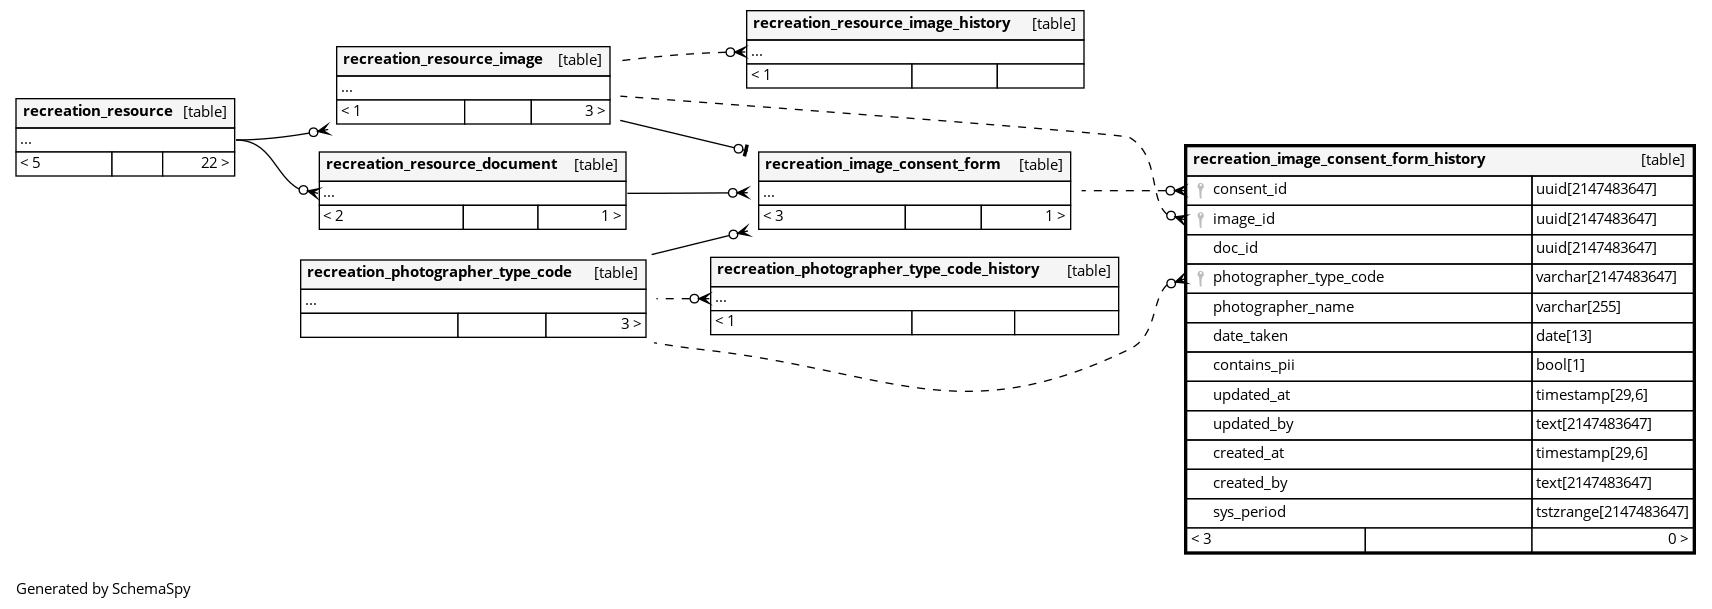 recreation_resource_image_history [table]
...
< 1
recreation_resource_image [table]
...
< 1 3 >
recreation_resource [table]
...
< 5 22 >
recreation_resource_document [table]
...
< 2 1 >
recreation_image_consent_form [table]
...
< 3 1 >
recreation_photographer_type_code [table]
...
3 >
recreation_photographer_type_code_history [table]
...
< 1
recreation_image_consent_form_history [table]
consent_id uuid[2147483647]
image_id uuid[2147483647]
doc_id uuid[2147483647]
photographer_type_code varchar[2147483647]
photographer_name varchar[255]
date_taken date[13]
contains_pii bool[1]
updated_at timestamp[29,6]
updated_by text[2147483647]
created_at timestamp[29,6]
created_by text[2147483647]
sys_period tstzrange[2147483647]
< 3 0 >
Generated by SchemaSpy